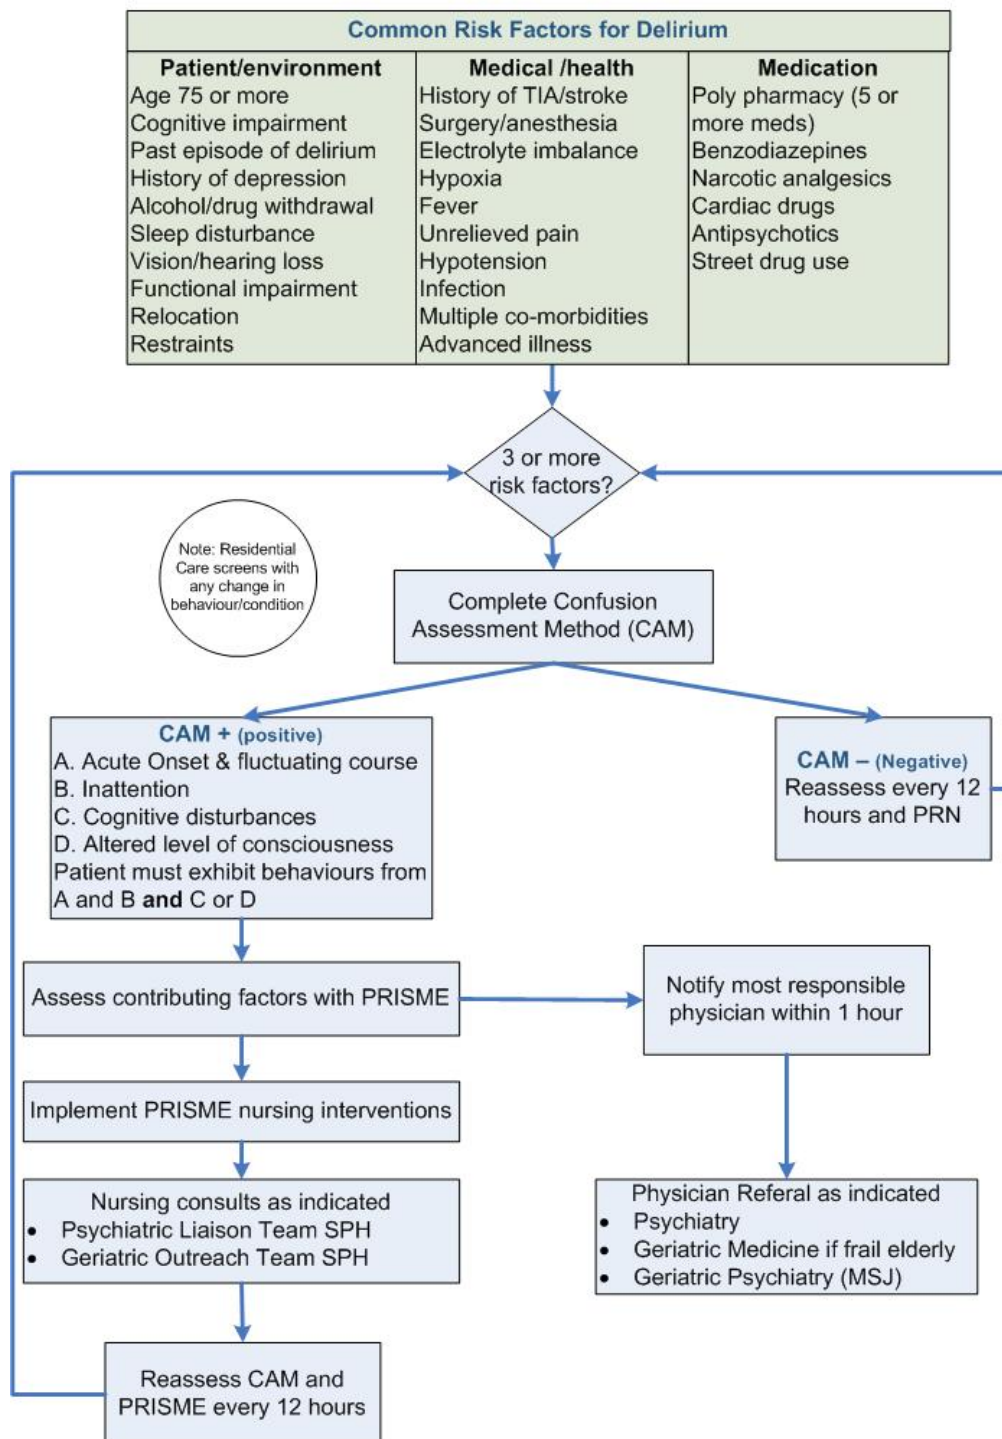 Common Risk Factors for Delirium
Patient/environment
Age 75 or more
Cognitive impairment
Past episode of delirium
History of depression
Alcohol/drug withdrawal
Sleep disturbance
Vision/hearing loss
Functional impairment
Relocation
Restraints
Medical /health
History of TIA/stroke
Surgery/anesthesia
Electrolyte imbalance
Hypoxia
Fever
Unrelieved pain
Hypotension
Infection
Multiple co-morbidities
Advanced illness
Medication
Poly pharmacy (5 or
more meds)
Benzodiazepines
Narcotic analgesics
Cardiac drugs
Antipsychotics
Street drug use
3 or more
risk factors?
Note: Residential
Care screens with
any change in
behaviour/condition
Complete Confusion
Assessment Method (CAM)
CAM + (positive)
A. Acute Onset & fluctuating course
B. Inattention
C. Cognitive disturbances
D. Altered level of consciousness
Patient must exhibit behaviours from
A and B and C or D
CAM – (Negative)
Reassess every 12
hours and PRN
Assess contributing factors with PRISME
Notify most responsible
physician within 1 hour
Implement PRISME nursing interventions
Nursing consults as indicated
• Psychiatric Liaison Team SPH
• Geriatric Outreach Team SPH
Physician Referal as indicated
• Psychiatry
• Geriatric Medicine if frail elderly
• Geriatric Psychiatry (MSJ)
Reassess CAM and
PRISME every 12 hours